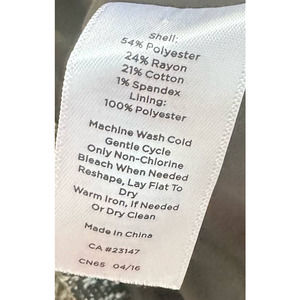 Shell:
54% Polyester
24% Rayon
21% Cotton
1% Spandex
Lining:
100% Polyester
Machine Wash Cold
Gentle Cycle
Only Non-Chlorine
Bleach When Needed
Reshape, Lay Flat To
Dry
Warm Iron, If Needed
Or Dry Clean
Made in China
CA #23147
CN65 04/16